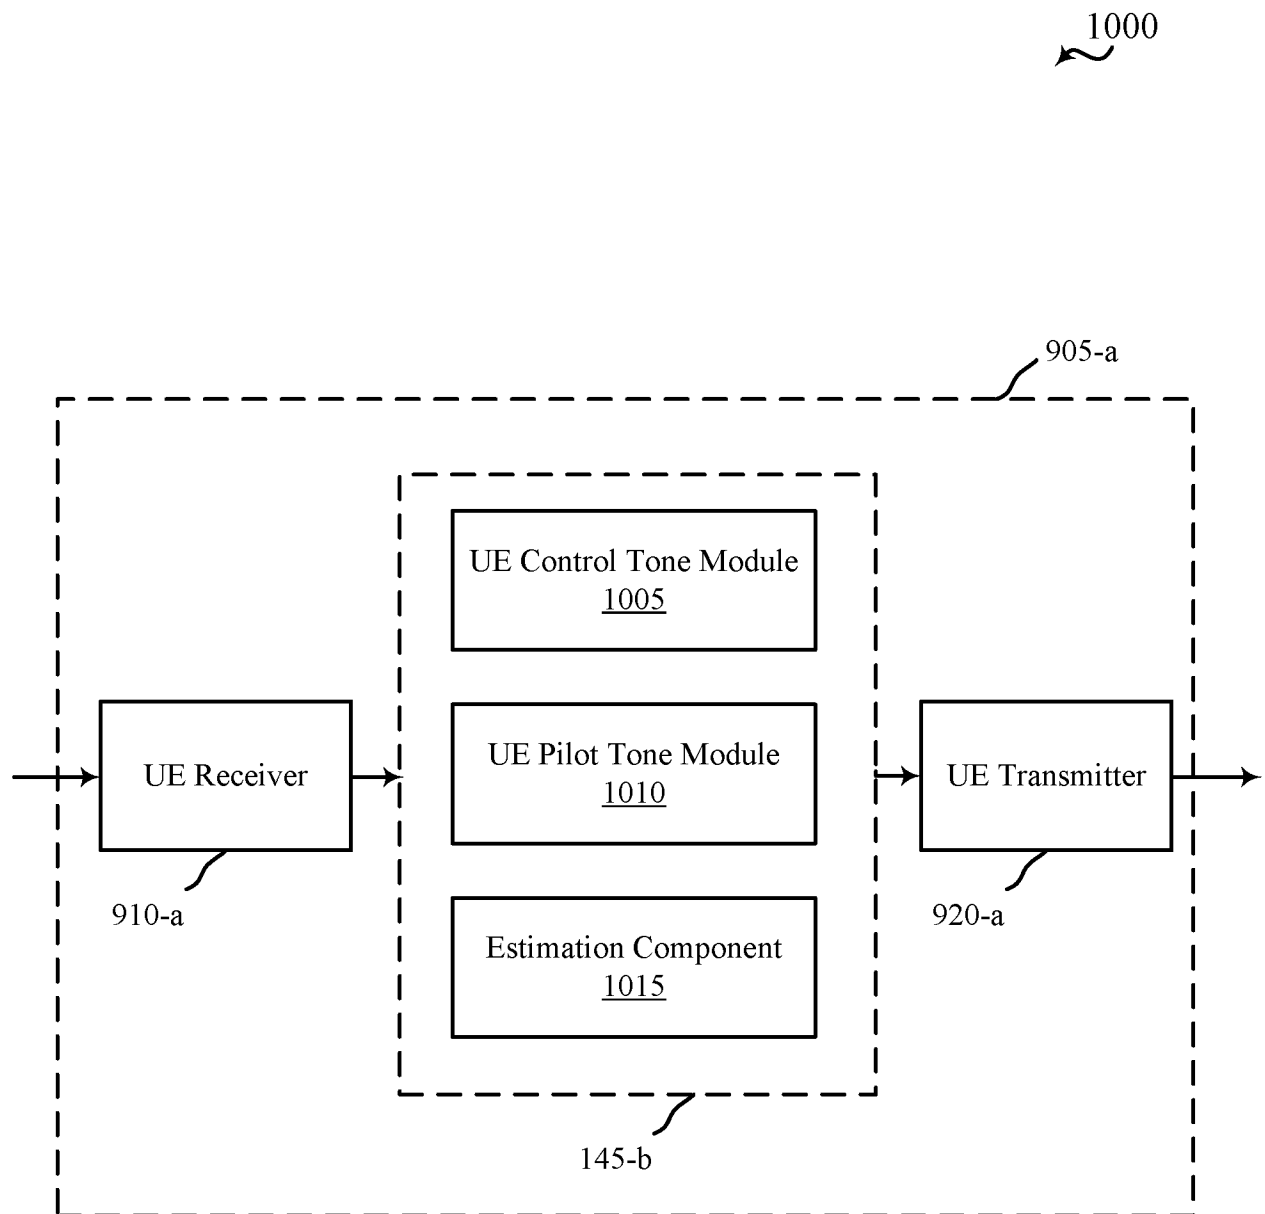 1000
905-a
UE Control Tone Module
1005
UE Receiver
910-a
UE Pilot Tone Module
1010
UE Transmitter
920-a
Estimation Component
1015
145-b